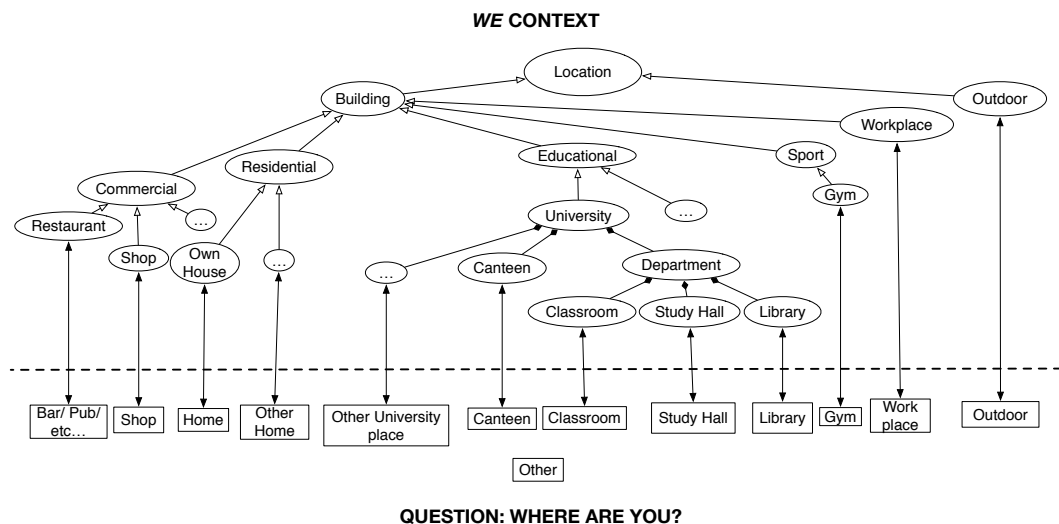 WE CONTEXT
Location
Building
Outdoor
Workplace
Educational
Sport
Residential
Commercial
Gym
...
Restaurant
University
...
Shop
Own
House
...
...
Canteen
Department
Classroom
Study Hall
Library
Bar/ Pub/
etc...
Shop
Home
Other
Home
Other University
place
Canteen
Classroom
Study Hall
Library
Gym
Work
place
Outdoor
Other
QUESTION: WHERE ARE YOU?